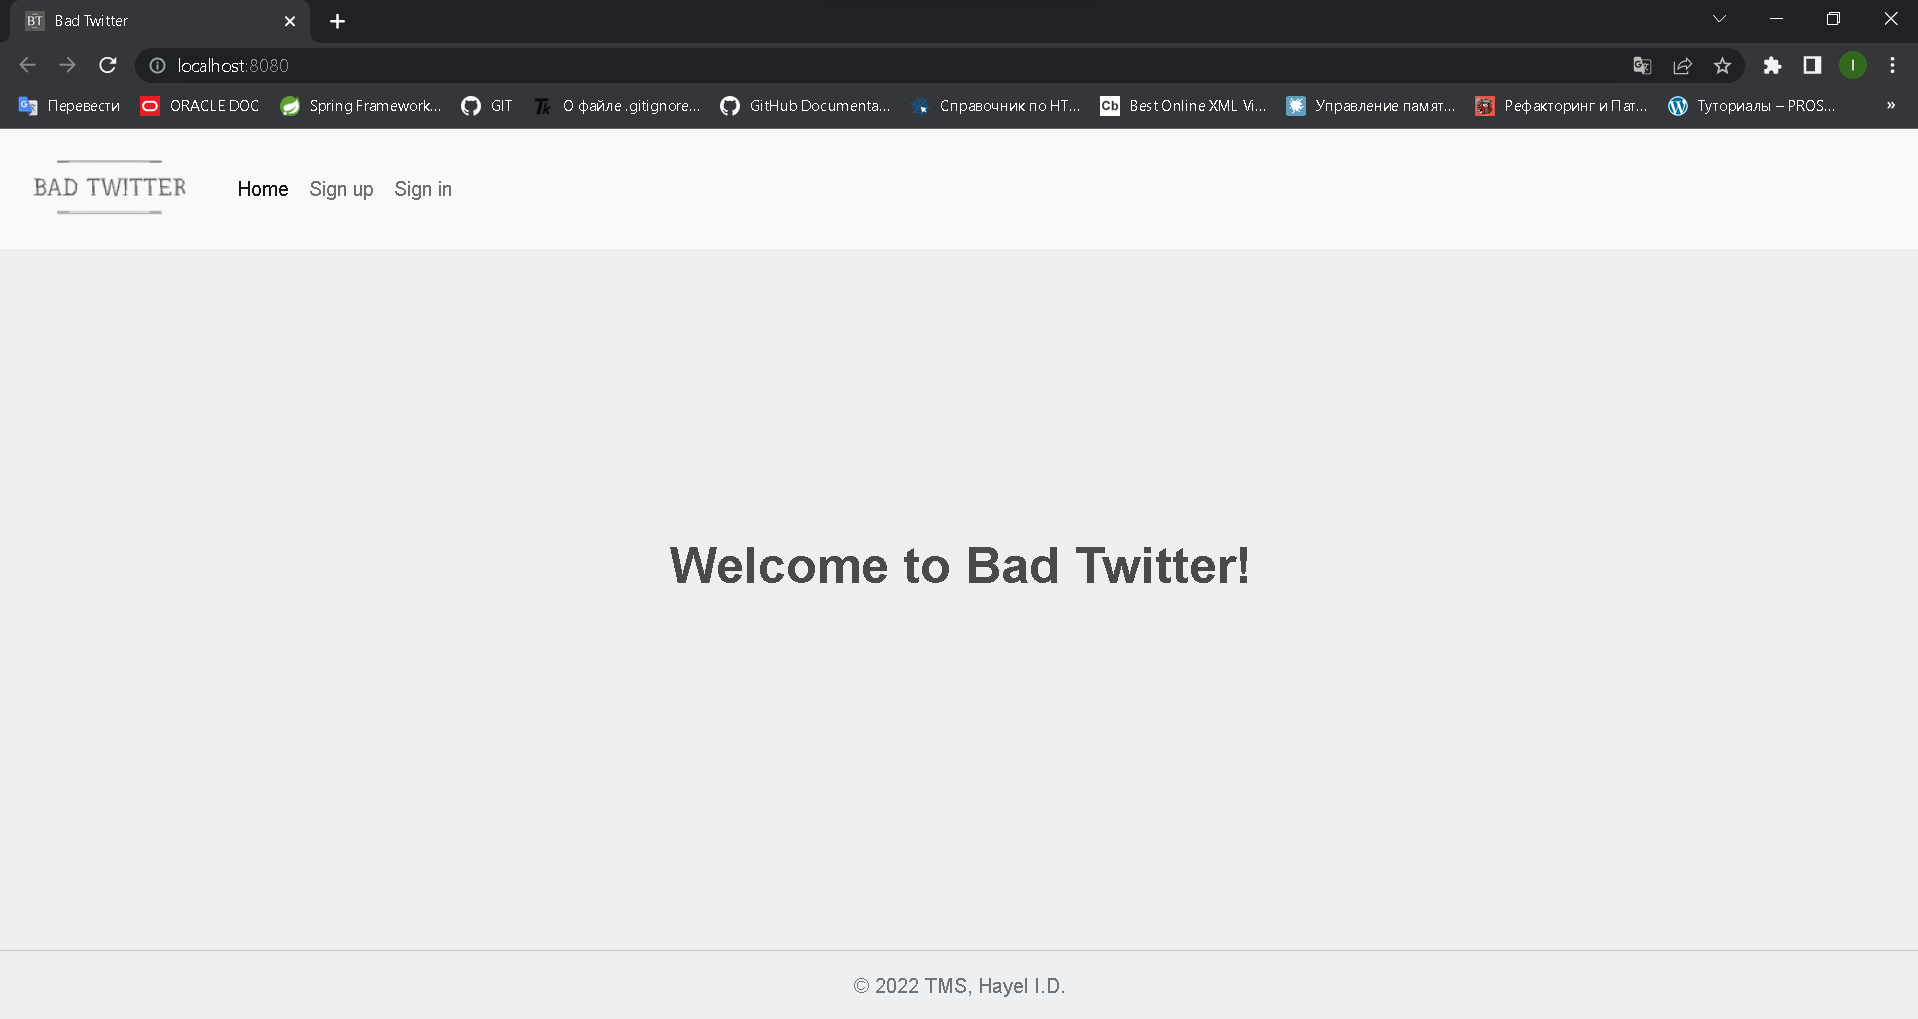 BT Bad Twitter
localhost:8080
Перевести ORACLE DOC Spring Framework... GIT Tk О файле .gitignore... GitHub Documenta... Справочник по HT... Cb Best Online XML Vi... Управление памят... Рефакторинг и Пат... Туториалы – PROS... »
BAD TWITTER Home Sign up Sign in
Welcome to Bad Twitter!
© 2022 TMS, Hayel I.D.